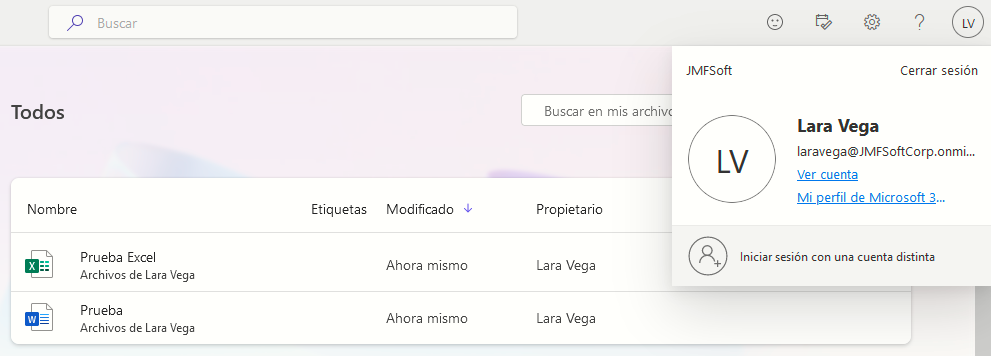 Buscar
LV
JMFSoft
Cerrar sesión
Todos
Buscar en mis archivo
LV
Lara Vega
laravega@JMFSoftCorp.onmi...
Ver cuenta
Mi perfil de Microsoft 3...
Nombre Etiquetas Modificado Propietario
Iniciar sesión con una cuenta distinta
Prueba Excel
Archivos de Lara Vega
Ahora mismo
Lara Vega
Prueba
Archivos de Lara Vega
Ahora mismo
Lara Vega